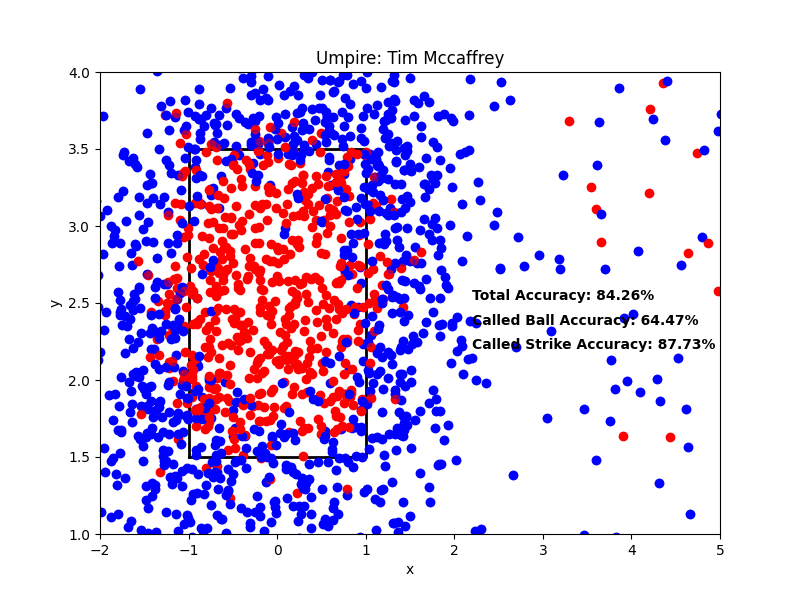 Umpire: Tim Mccaffrey
4.0
3.5
3.0
2.5
2.0
1.5
1.0
y
Total Accuracy: 84.26%
Called Ball Accuracy: 64.47%
Called Strike Accuracy: 87.73%
−2 −1 0 1 2 3 4 5
x